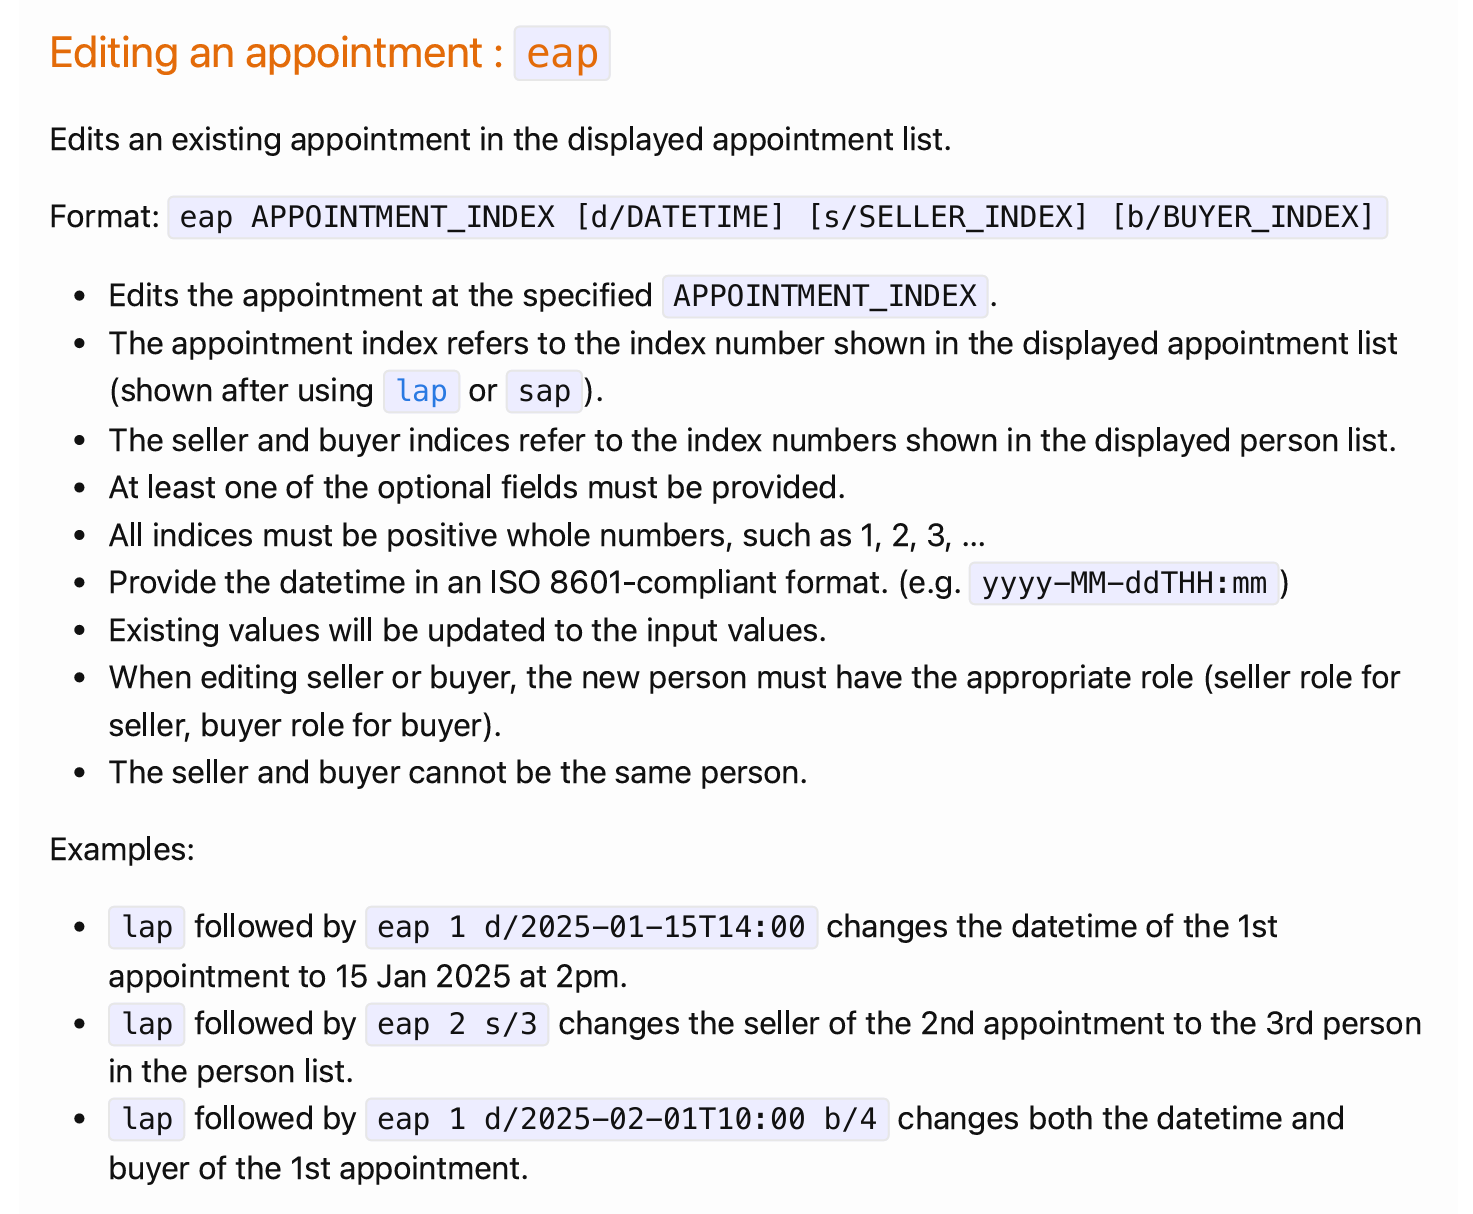 Editing an appointment : eap
Edits an existing appointment in the displayed appointment list.
Format: eap APPOINTMENT_INDEX [d/DATETIME] [s/SELLER_INDEX] [b/BUYER_INDEX]
• Edits the appointment at the specified APPOINTMENT_INDEX.
• The appointment index refers to the index number shown in the displayed appointment list
(shown after using lap or sap).
• The seller and buyer indices refer to the index numbers shown in the displayed person list.
• At least one of the optional fields must be provided.
• All indices must be positive whole numbers, such as 1, 2, 3, …
• Provide the datetime in an ISO 8601-compliant format. (e.g. yyyy-MM-ddTHH:mm)
• Existing values will be updated to the input values.
• When editing seller or buyer, the new person must have the appropriate role (seller role for
seller, buyer role for buyer).
• The seller and buyer cannot be the same person.
Examples:
• lap followed by eap 1 d/2025-01-15T14:00 changes the datetime of the 1st
appointment to 15 Jan 2025 at 2pm.
• lap followed by eap 2 s/3 changes the seller of the 2nd appointment to the 3rd person
in the person list.
• lap followed by eap 1 d/2025-02-01T10:00 b/4 changes both the datetime and
buyer of the 1st appointment.